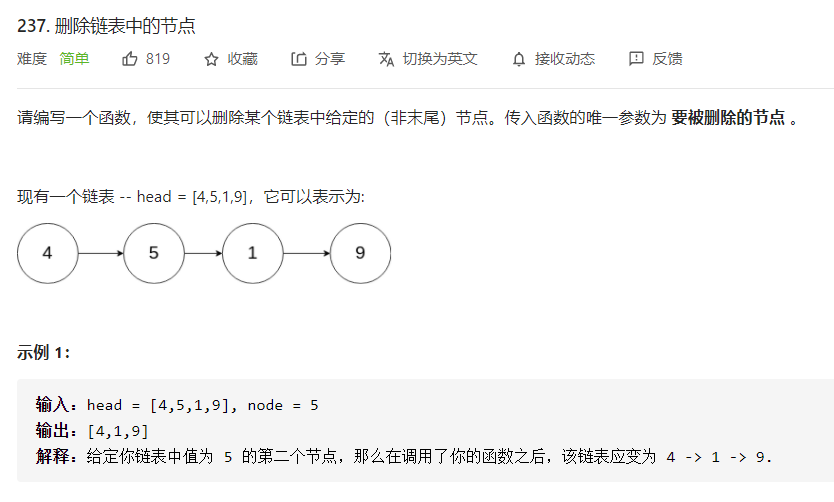 237. 删除链表中的节点
难度 简单 819 收藏 分享 切换为英文 接收动态 反馈
请编写一个函数，使其可以删除某个链表中给定的（非末尾）节点。传入函数的唯一参数为 要被删除的节点 。
现有一个链表 -- head = [4,5,1,9]，它可以表示为:
4 5 1 9
示例 1：
输入：head = [4,5,1,9], node = 5
输出：[4,1,9]
解释：给定你链表中值为 5 的第二个节点，那么在调用了你的函数之后，该链表应变为 4 -> 1 -> 9.